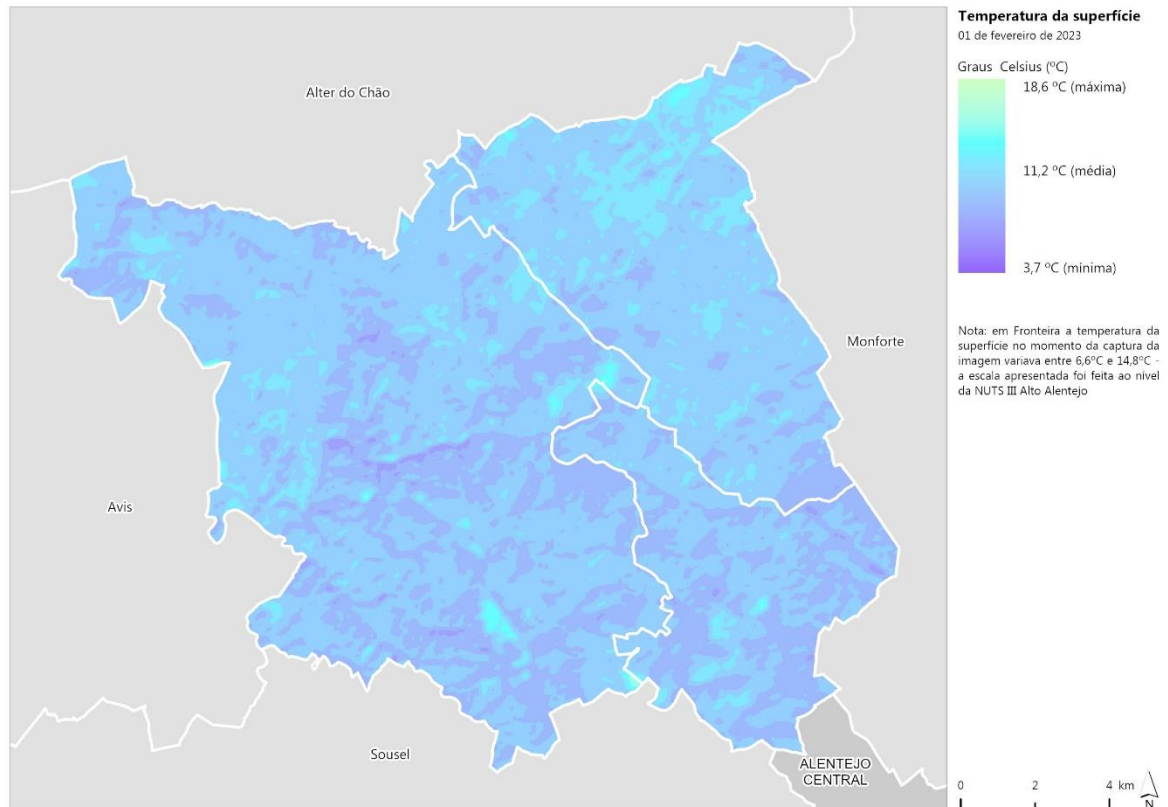 Temperatura da superfície
01 de fevereiro de 2023
Graus Celsius (ºC)
18,6 ºC (máxima)
11,2 ºC (média)
3,7 ºC (mínima)
Nota: em Fronteira a temperatura da
superfície no momento da captura da
imagem variava entre 6,6ºC e 14,8ºC -
a escala apresentada foi feita ao nível
da NUTS III Alto Alentejo
Alter do Chão
Monforte
Avis
Sousel
ALENTEJO
CENTRAL
0 2 4 km
N